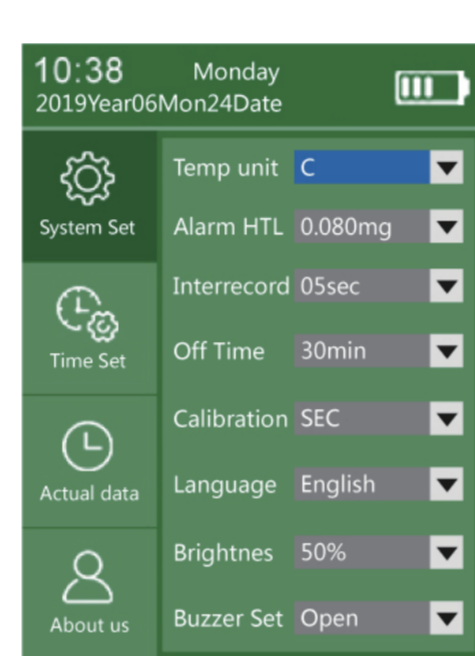 10:38 Monday
2019Year06Mon24Date
System Set
Time Set
Actual data
About us
Temp unit C
Alarm HTL 0.080mg
Interrecord 05sec
Off Time 30min
Calibration SEC
Language English
Brightnes 50%
Buzzer Set Open